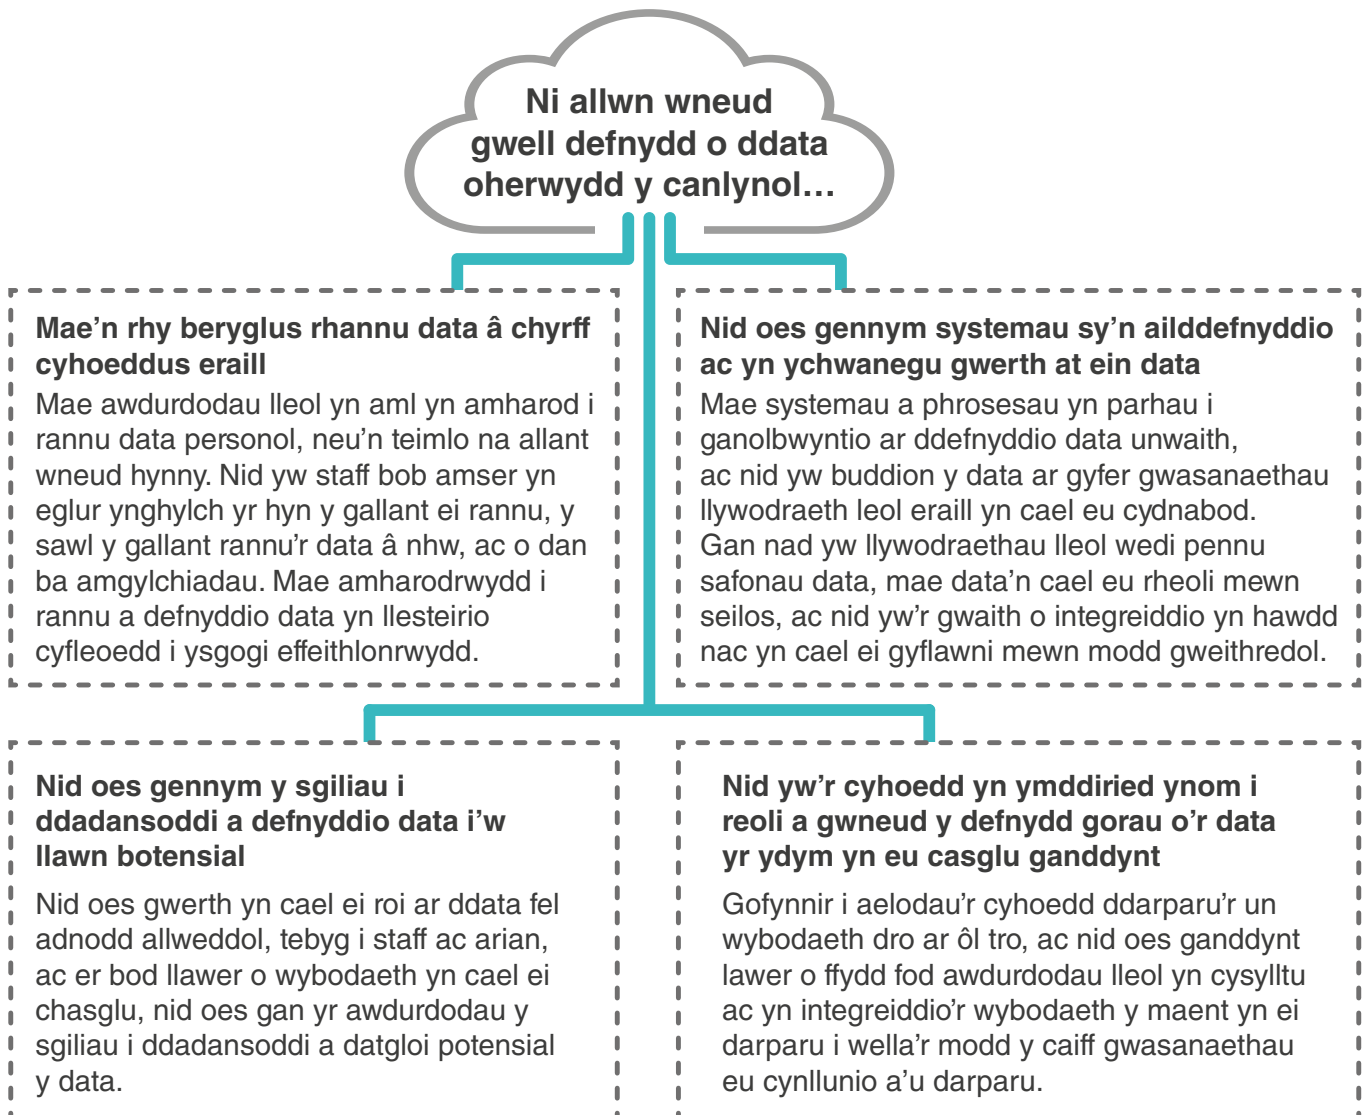 Ni allwn wneud
gwell defnydd o ddata
oherwydd y canlynol…
Mae’n rhy beryglus rhannu data â chyrff
cyhoeddus eraill
Mae awdurdodau lleol yn aml yn amharod i
rannu data personol, neu’n teimlo na allant
wneud hynny. Nid yw staff bob amser yn
eglur ynghylch yr hyn y gallant ei rannu, y
sawl y gallant rannu’r data â nhw, ac o dan
ba amgylchiadau. Mae amharodrwydd i
rannu a defnyddio data yn llesteirio
cyfleoedd i ysgogi effeithlonrwydd.
Nid oes gennym systemau sy’n ailddefnyddio
ac yn ychwanegu gwerth at ein data
Mae systemau a phrosesau yn parhau i
ganolbwyntio ar ddefnyddio data unwaith,
ac nid yw buddion y data ar gyfer gwasanaethau
llywodraeth leol eraill yn cael eu cydnabod.
Gan nad yw llywodraethau lleol wedi pennu
safonau data, mae data’n cael eu rheoli mewn
seilos, ac nid yw’r gwaith o integreiddio yn hawdd
nac yn cael ei gyflawni mewn modd gweithredol.
Nid oes gennym y sgiliau i
ddadansoddi a defnyddio data i’w
llawn botensial
Nid oes gwerth yn cael ei roi ar ddata fel
adnodd allweddol, tebyg i staff ac arian,
ac er bod llawer o wybodaeth yn cael ei
chasglu, nid oes gan yr awdurdodau y
sgiliau i ddadansoddi a datgloi potensial
y data.
Nid yw’r cyhoedd yn ymddiried ynom i
reoli a gwneud y defnydd gorau o’r data
yr ydym yn eu casglu ganddynt
Gofynnir i aelodau’r cyhoedd ddarparu’r un
wybodaeth dro ar ôl tro, ac nid oes ganddynt
lawer o ffydd fod awdurdodau lleol yn cysylltu
ac yn integreiddio’r wybodaeth y maent yn ei
darparu i wella’r modd y caiff gwasanaethau
eu cynllunio a’u darparu.